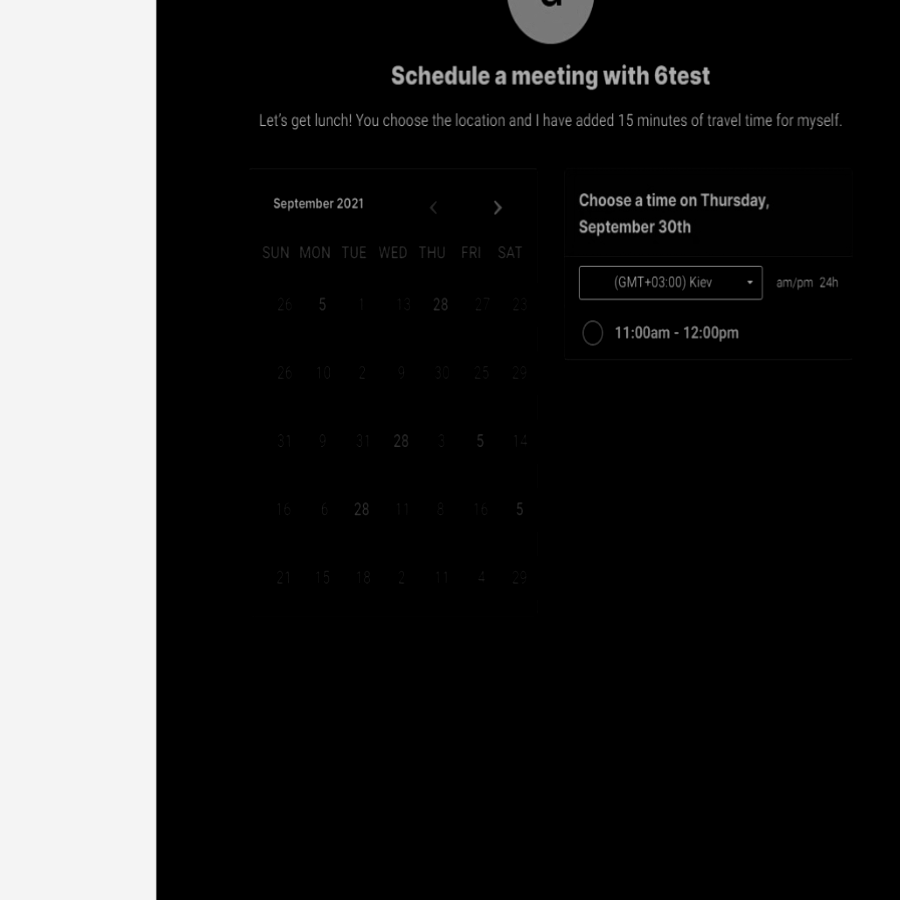 Schedule a meeting with 6test
Let's get lunch! You choose the location and I have added 15 minutes of travel time for myself.
September 2021
SUN MON TUE WED THU FRI SAT
26 5 1 13 28 27 23
26 10 2 9 30 25 29
31 9 31 28 3 5 14
16 6 28 11 8 16 5
21 15 18 2 11 4 29
Choose a time on Thursday,
September 30th
(GMT+03:00) Kiev am/pm 24h
11:00am - 12:00pm